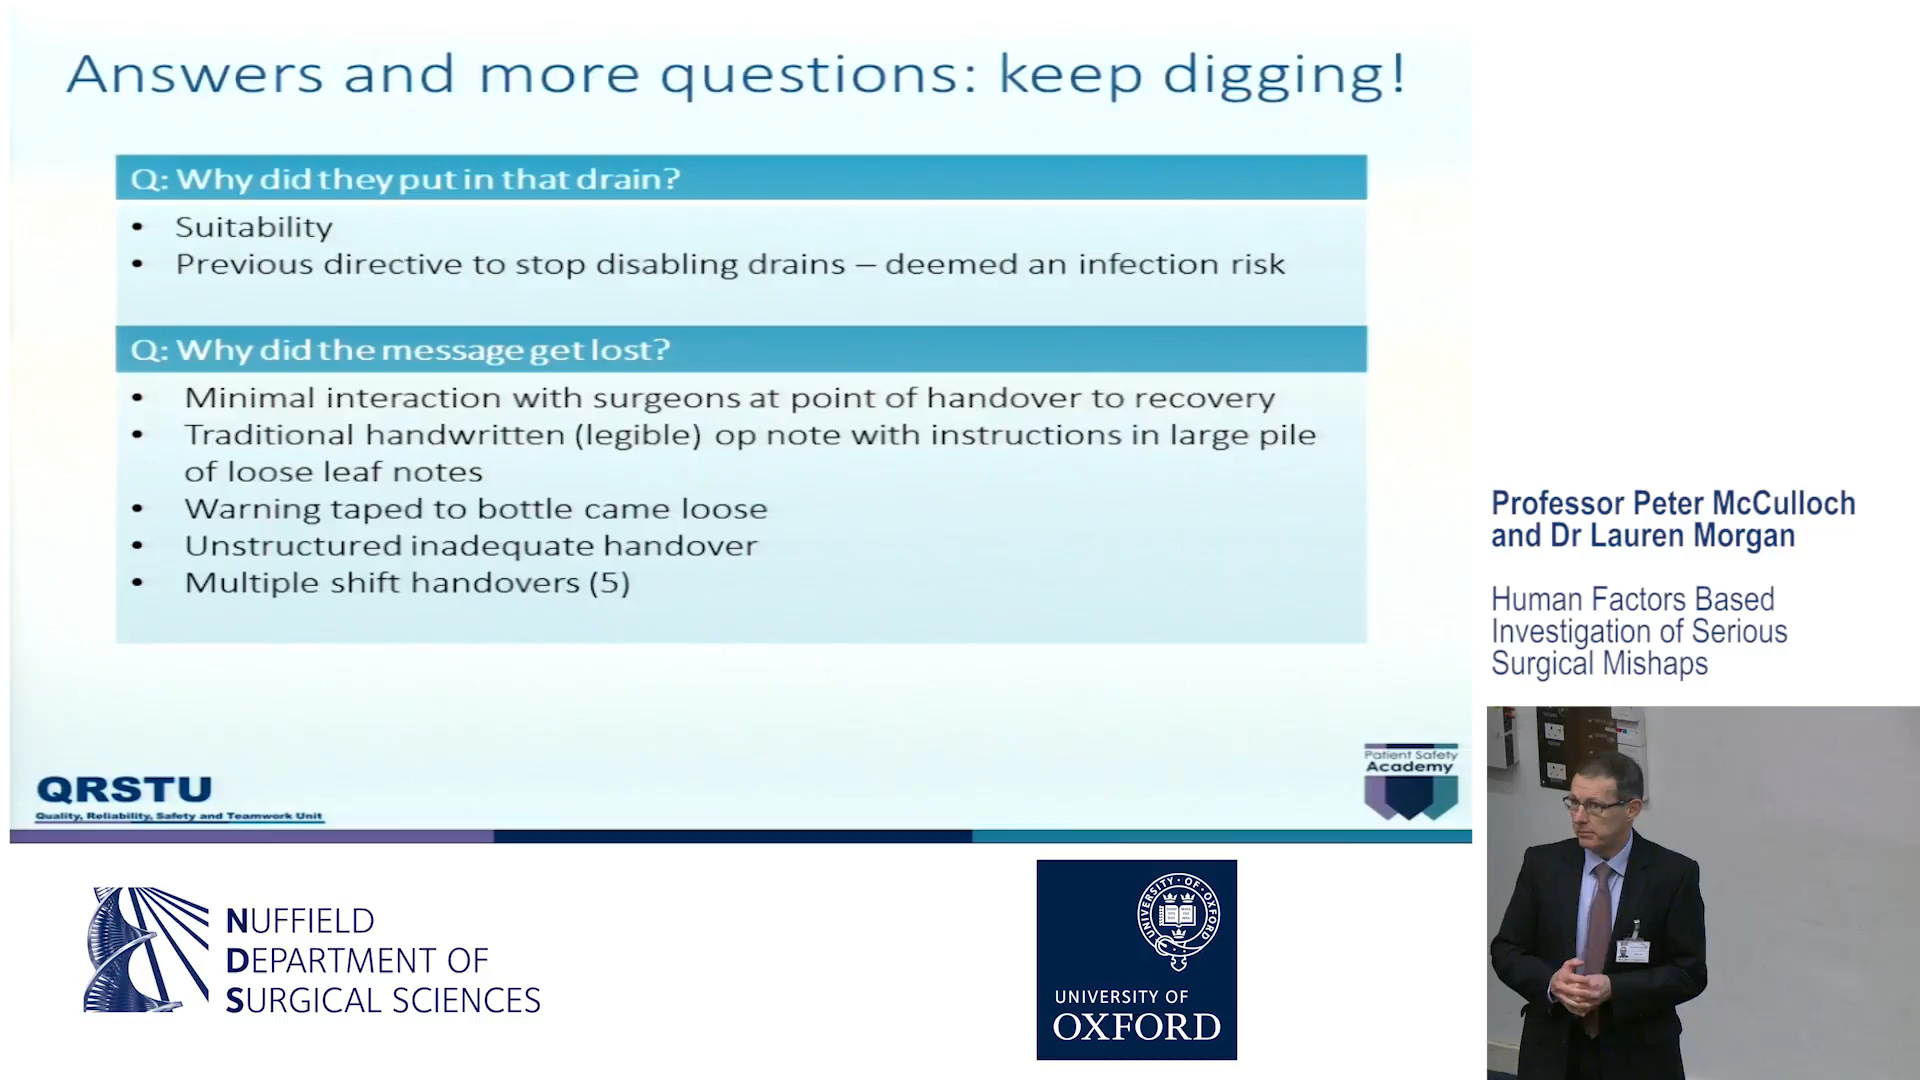 Answers and more questions: keep digging!
Q: Why did they put in that drain?
• Suitability
• Previous directive to stop disabling drains – deemed an infection risk
Q: Why did the message get lost?
• Minimal interaction with surgeons at point of handover to recovery
• Traditional handwritten (legible) op note with instructions in large pile
of loose leaf notes
• Warning taped to bottle came loose
• Unstructured inadequate handover
• Multiple shift handovers (5)
QRSTU
Quality, Reliability, Safety and Teamwork Unit
Patient Safety
Academy
Professor Peter McCulloch
and Dr Lauren Morgan
Human Factors Based
Investigation of Serious
Surgical Mishaps
NUFFIELD
DEPARTMENT OF
SURGICAL SCIENCES
UNIVERSITY · OF · OXFORD
UNIVERSITY OF
OXFORD